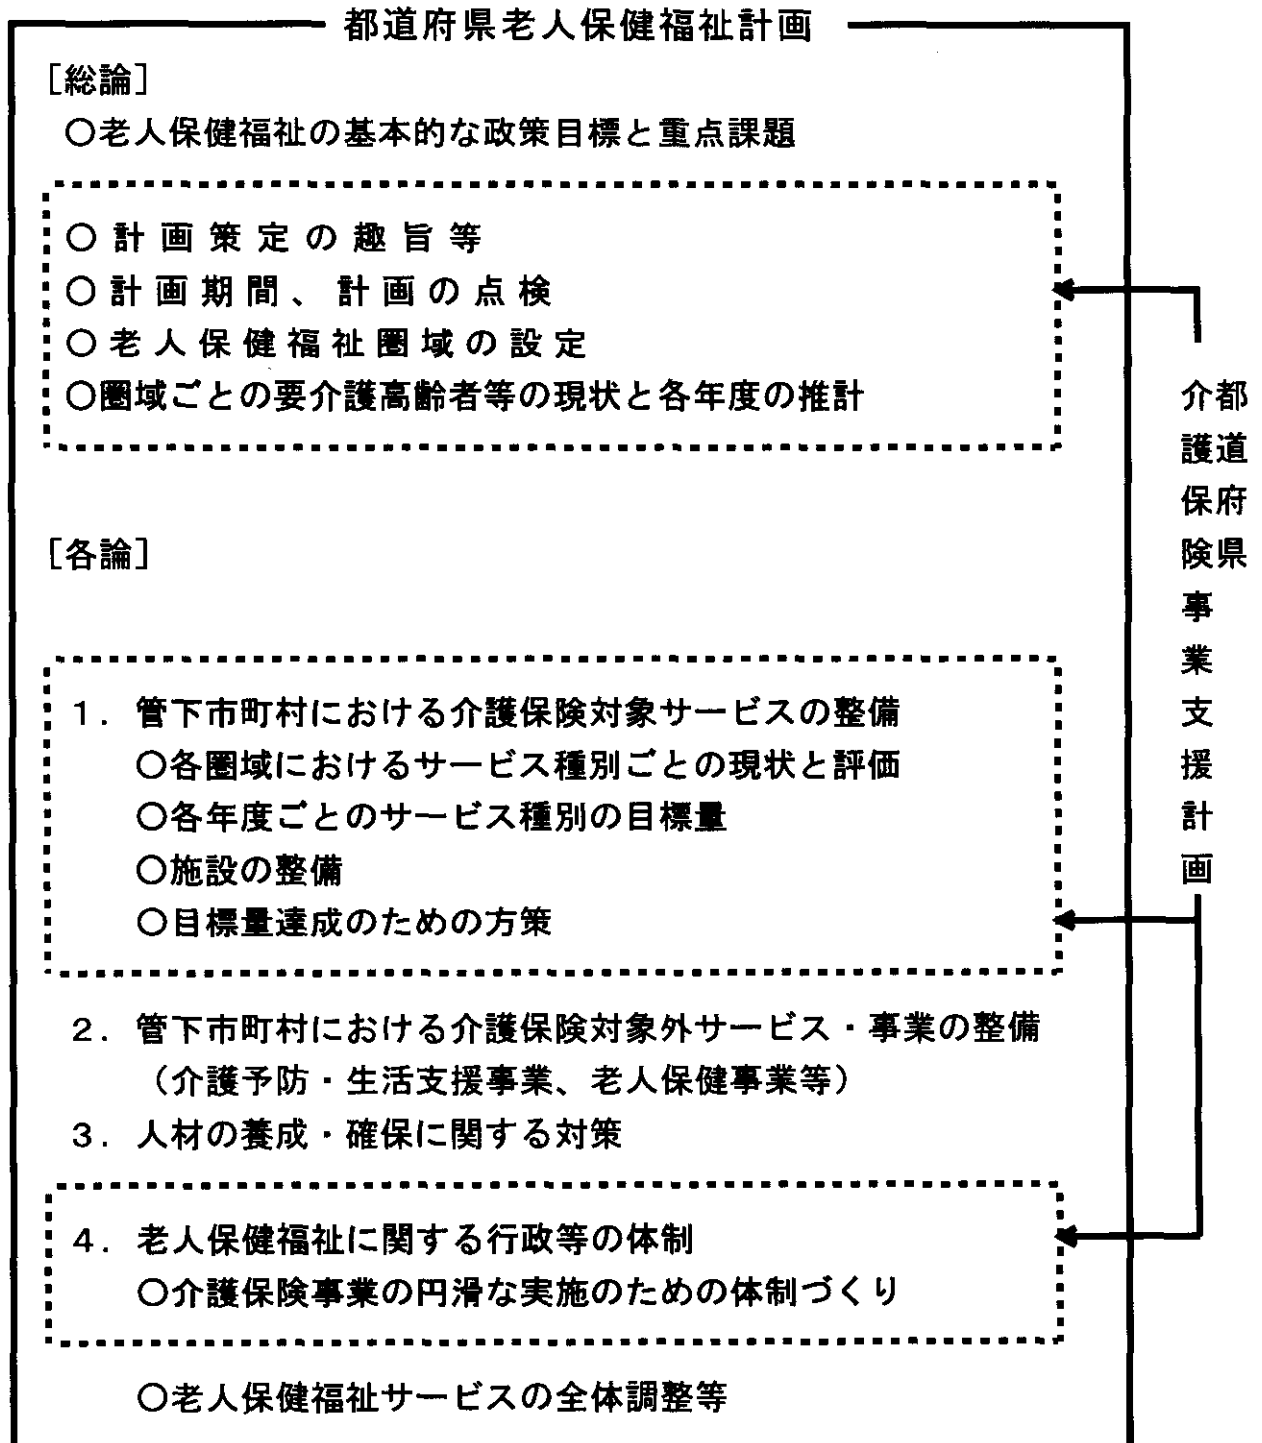 都道府県老人保健福祉計画
［総論］
○老人保健福祉の基本的な政策目標と重点課題
○計画策定の趣旨等
○計画期間、計画の点検
○老人保健福祉圏域の設定
○圏域ごとの要介護高齢者等の現状と各年度の推計
［各論］
1．管下市町村における介護保険対象サービスの整備
○各圏域におけるサービス種別ごとの現状と評価
○各年度ごとのサービス種別の目標量
○施設の整備
○目標量達成のための方策
2．管下市町村における介護保険対象外サービス・事業の整備
（介護予防・生活支援事業、老人保健事業等）
3．人材の養成・確保に関する対策
4．老人保健福祉に関する行政等の体制
○介護保険事業の円滑な実施のための体制づくり
○老人保健福祉サービスの全体調整等
都道府県
介護保険事業支援計画